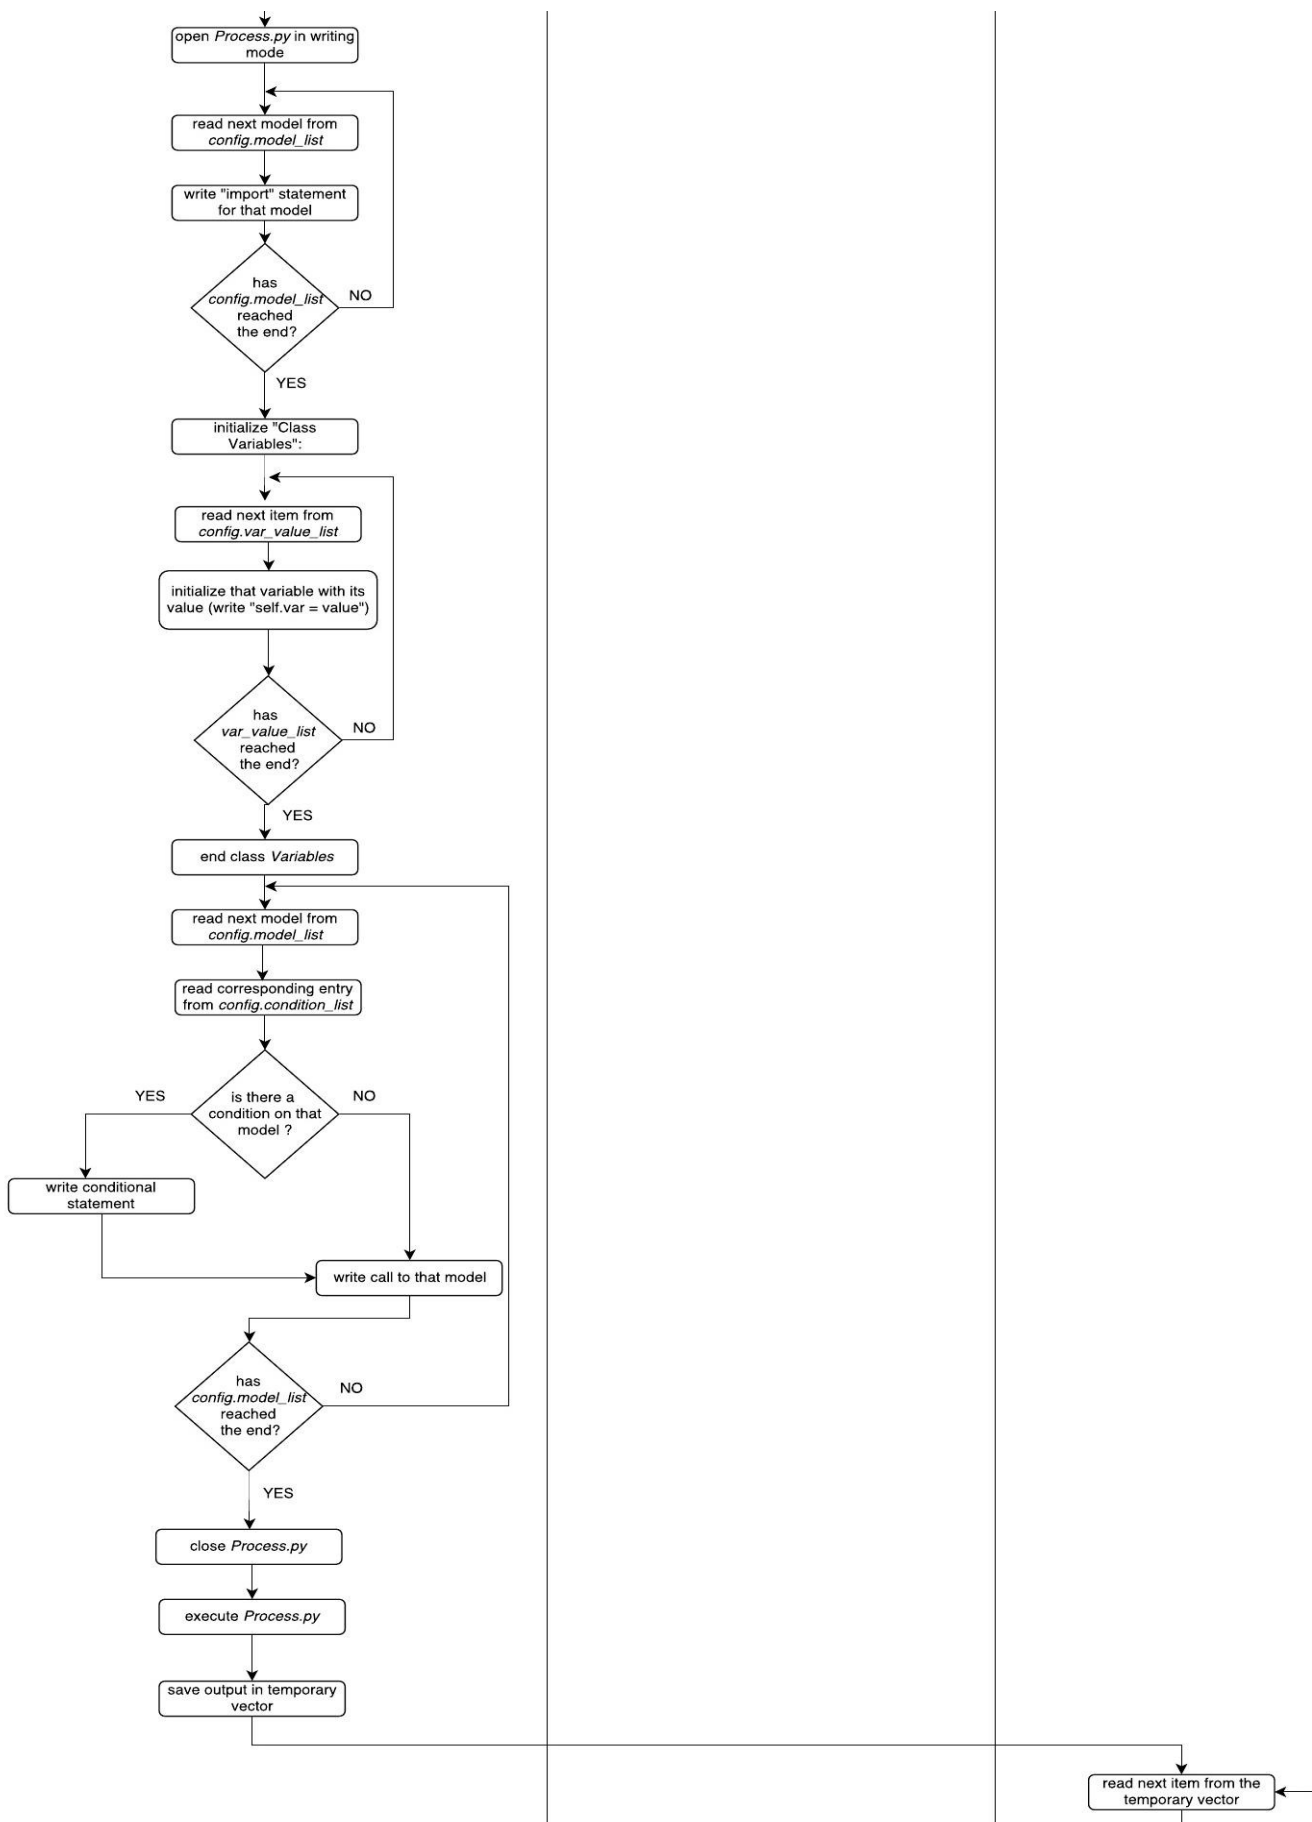 open Process.py in writing
mode
read next model from
config.model_list
write "import" statement
for that model
has
config.model_list
reached
the end?
NO
YES
initialize "Class
Variables":
read next item from
config.var_value_list
initialize that variable with its
value (write "self.var = value")
has
var_value_list
reached
the end?
NO
YES
end class Variables
read next model from
config.model_list
read corresponding entry
from config.condition_list
YES
is there a
condition on that
model ?
NO
write conditional
statement
write call to that model
has
config.model_list
reached
the end?
NO
YES
close Process.py
execute Process.py
save output in temporary
vector
read next item from the
temporary vector